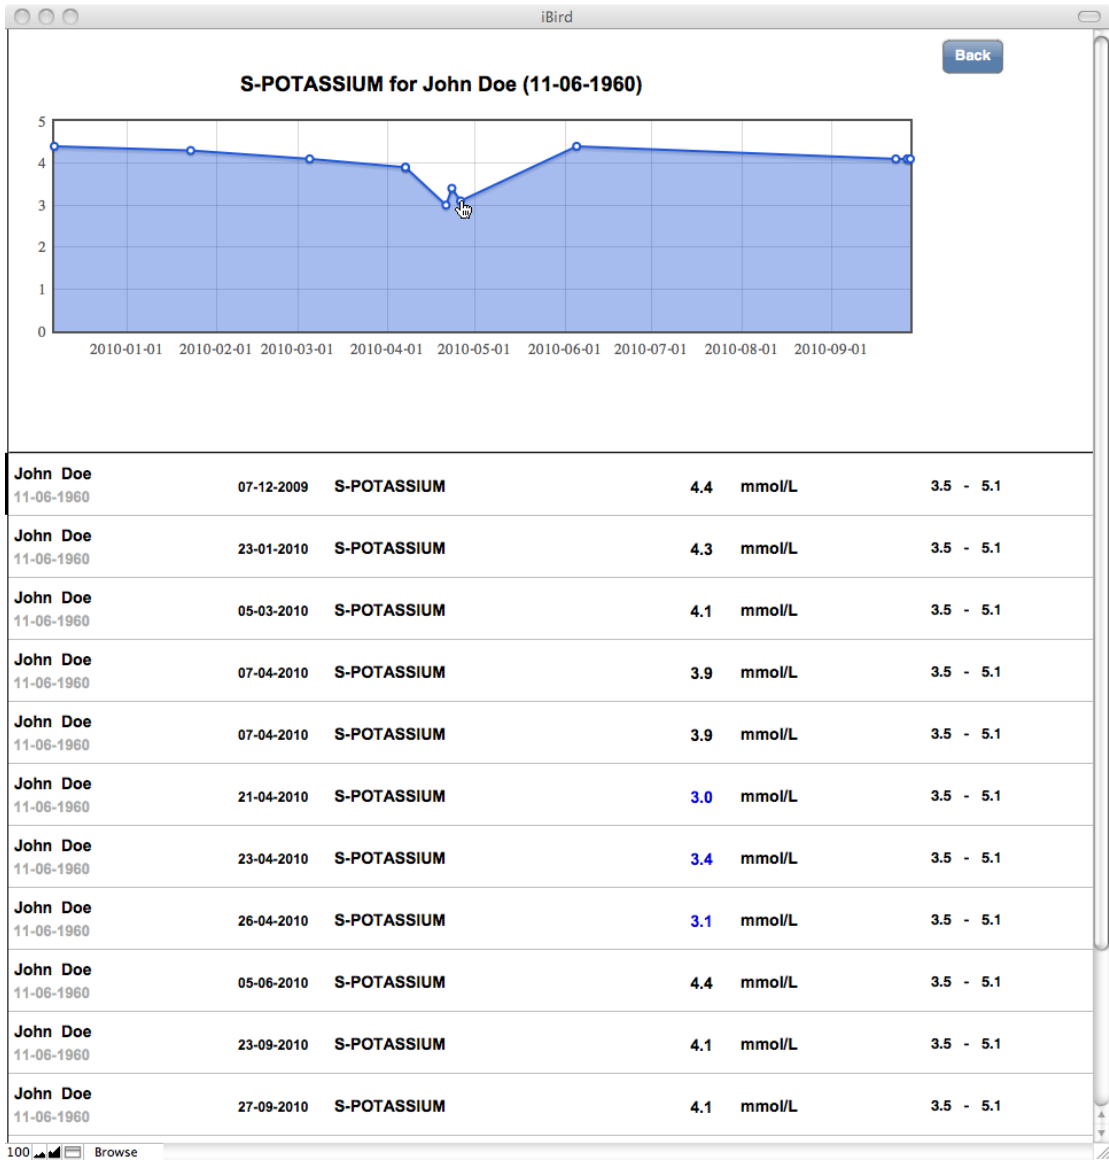 iBird
Back
S-POTASSIUM for John Doe (11-06-1960)
5
4
3
2
1
0
2010-01-01 2010-02-01 2010-03-01 2010-04-01 2010-05-01 2010-06-01 2010-07-01 2010-08-01 2010-09-01
John Doe
11-06-1960
07-12-2009 S-POTASSIUM 4.4 mmol/L 3.5 - 5.1
John Doe
11-06-1960
23-01-2010 S-POTASSIUM 4.3 mmol/L 3.5 - 5.1
John Doe
11-06-1960
05-03-2010 S-POTASSIUM 4.1 mmol/L 3.5 - 5.1
John Doe
11-06-1960
07-04-2010 S-POTASSIUM 3.9 mmol/L 3.5 - 5.1
John Doe
11-06-1960
07-04-2010 S-POTASSIUM 3.9 mmol/L 3.5 - 5.1
John Doe
11-06-1960
21-04-2010 S-POTASSIUM 3.0 mmol/L 3.5 - 5.1
John Doe
11-06-1960
23-04-2010 S-POTASSIUM 3.4 mmol/L 3.5 - 5.1
John Doe
11-06-1960
26-04-2010 S-POTASSIUM 3.1 mmol/L 3.5 - 5.1
John Doe
11-06-1960
05-06-2010 S-POTASSIUM 4.4 mmol/L 3.5 - 5.1
John Doe
11-06-1960
23-09-2010 S-POTASSIUM 4.1 mmol/L 3.5 - 5.1
John Doe
11-06-1960
27-09-2010 S-POTASSIUM 4.1 mmol/L 3.5 - 5.1
100 Browse